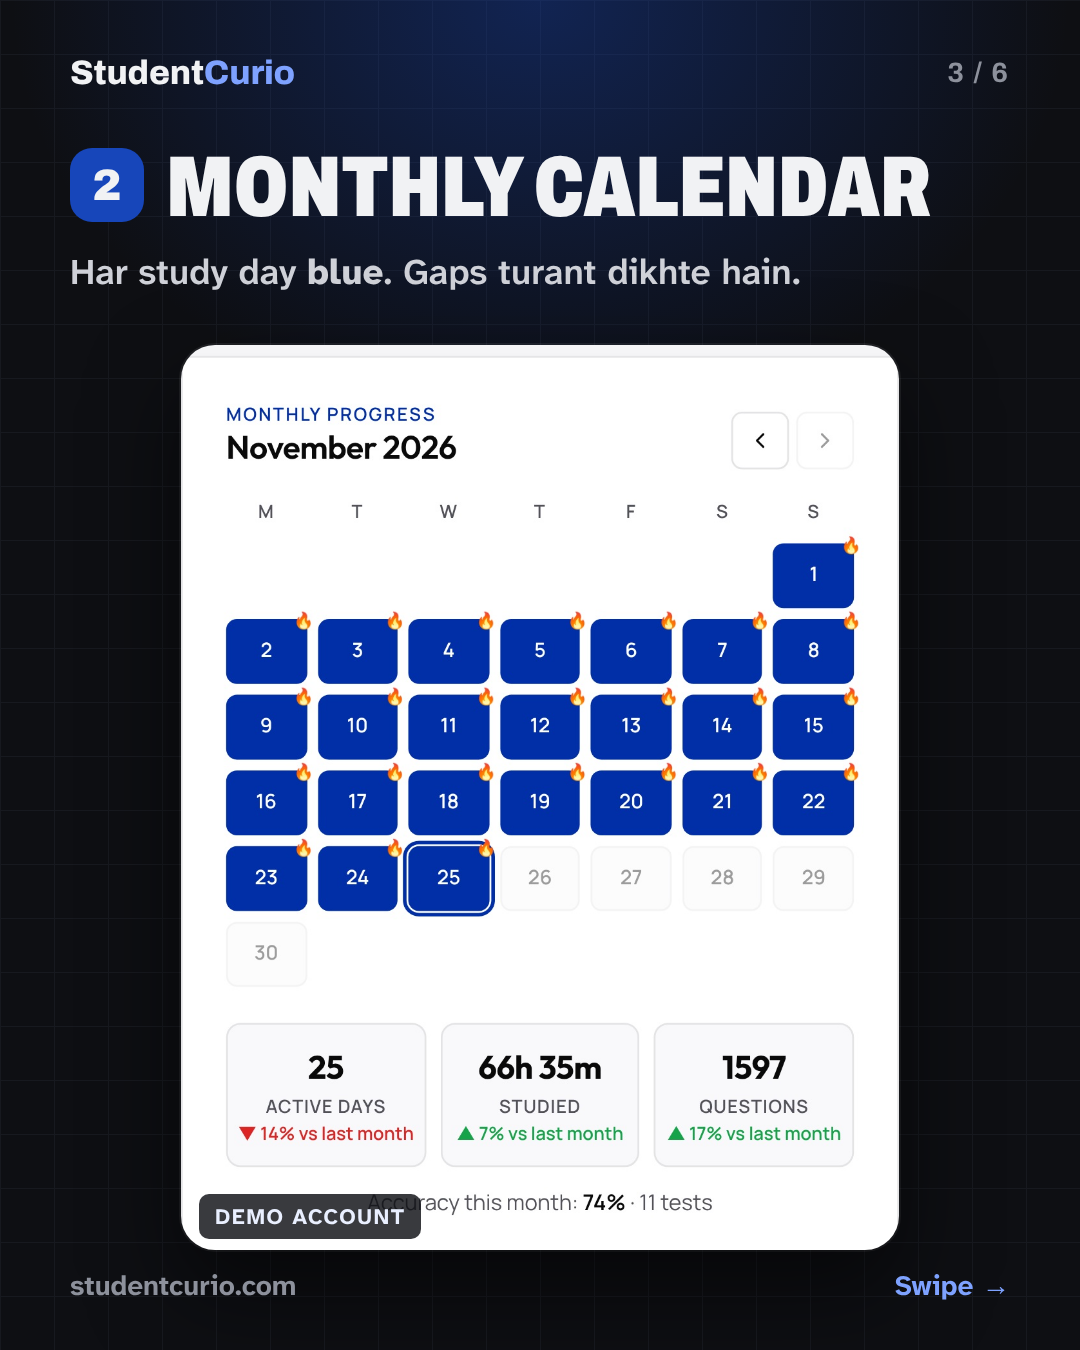 StudentCurio
3 / 6
2 MONTHLY CALENDAR
Har study day blue. Gaps turant dikhte hain.
MONTHLY PROGRESS
November 2026
M T W T F S S
1
2 3 4 5 6 7 8
9 10 11 12 13 14 15
16 17 18 19 20 21 22
23 24 25 26 27 28 29
30
25
ACTIVE DAYS
▼ 14% vs last month
66h 35m
STUDIED
▲ 7% vs last month
1597
QUESTIONS
▲ 17% vs last month
Accuracy this month: 74% · 11 tests
DEMO ACCOUNT
studentcurio.com
Swipe →